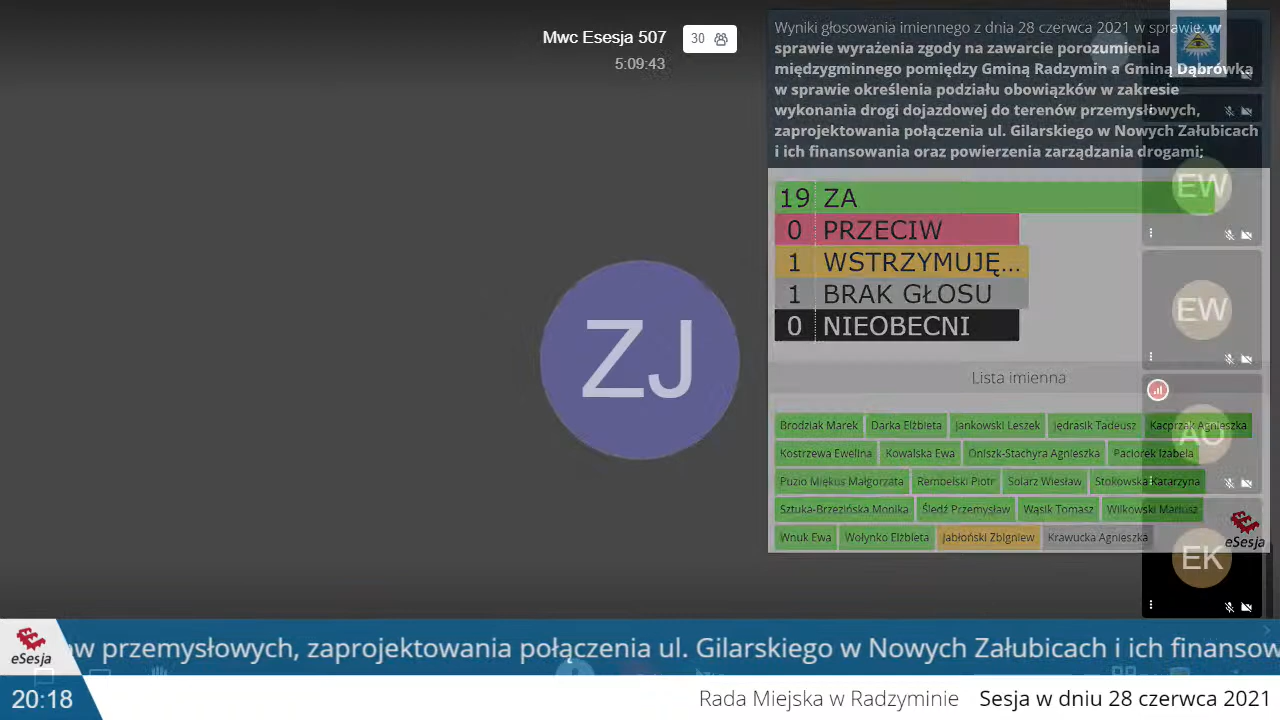 Mwc Esesja 507
30
5:09:43
Wyniki głosowania imiennego z dnia 28 czerwca 2021 w sprawie: w
sprawie wyrażenia zgody na zawarcie porozumienia
międzygminnego pomiędzy Gminą Radzymin a Gminą Dąbrówką
w sprawie określenia podziału obowiązków w zakresie
wykonania drogi dojazdowej do terenów przemysłowych,
zaprojektowania połączenia ul. Gilarskiego w Nowych Załubicach
i ich finansowania oraz powierzenia zarządzania drogami;
19 ZA
0 PRZECIW
1 WSTRZYMUJĘ...
1 BRAK GŁOSU
0 NIEOBECNI
Lista imienna
Brodziak Marek Darka Elżbieta Jankowski Leszek Jędrasik Tadeusz Kacprzak Agnieszka
Kostrzewa Ewelina Kowalska Ewa Oniszk-Stachyra Agnieszka Paciorek Izabela
Puzio Miękus Małgorzata Rembelski Piotr Solarz Wiesław Stokowska Katarzyna
Sztuka-Brzezińska Monika Śledź Przemysław Wąsik Tomasz Wilkowski Mariusz
Wnuk Ewa Wołynko Elżbieta Jabłoński Zbigniew Krawucka Agnieszka
ZJ
EW
EW
AO
EK
eSesja
eSesja
w przemysłowych, zaprojektowania połączenia ul. Gilarskiego w Nowych Załubicach i ich finansow
20:18
Rada Miejska w Radzyminie Sesja w dniu 28 czerwca 2021